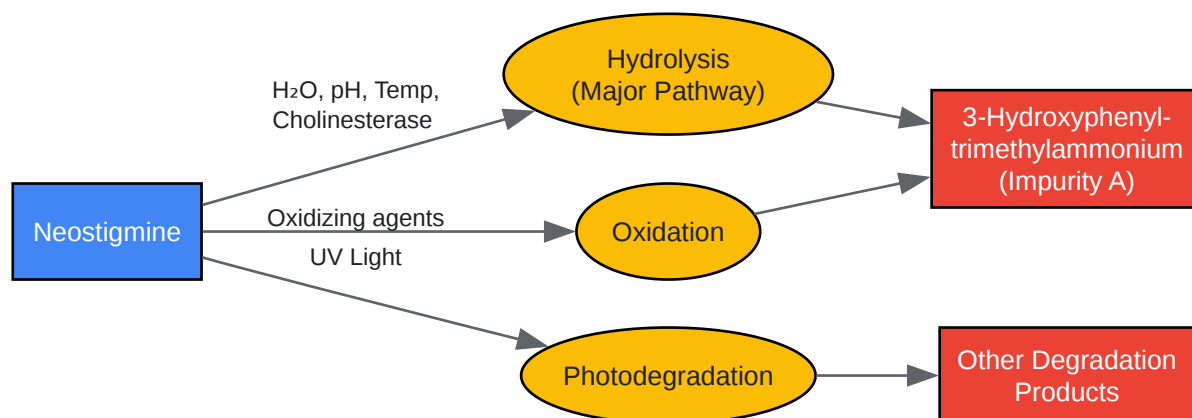 Hydrolysis
(Major Pathway)
H₂O, pH, Temp,
Cholinesterase
3-Hydroxyphenyl-
trimethylammonium
(Impurity A)
Neostigmine
Oxidizing agents
Oxidation
UV Light
Photodegradation
Other Degradation
Products